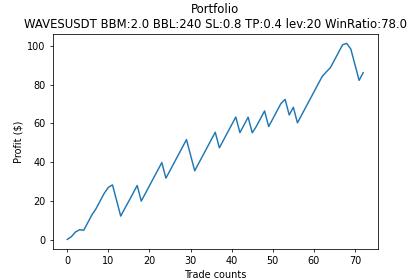 Portfolio
WAVESUSDT BBM:2.0 BBL:240 SL:0.8 TP:0.4 lev:20 WinRatio:78.0
100
80
60
40
20
0
Profit ($)
0 10 20 30 40 50 60 70
Trade counts